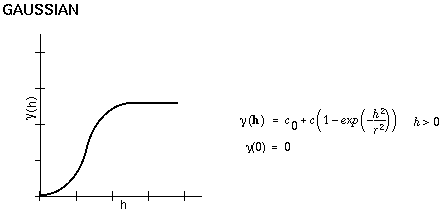 GAUSSIAN
γ(h)
h
γ(h) = c₀ + c(1 − exp(−h²/r²)) h > 0
γ(0) = 0